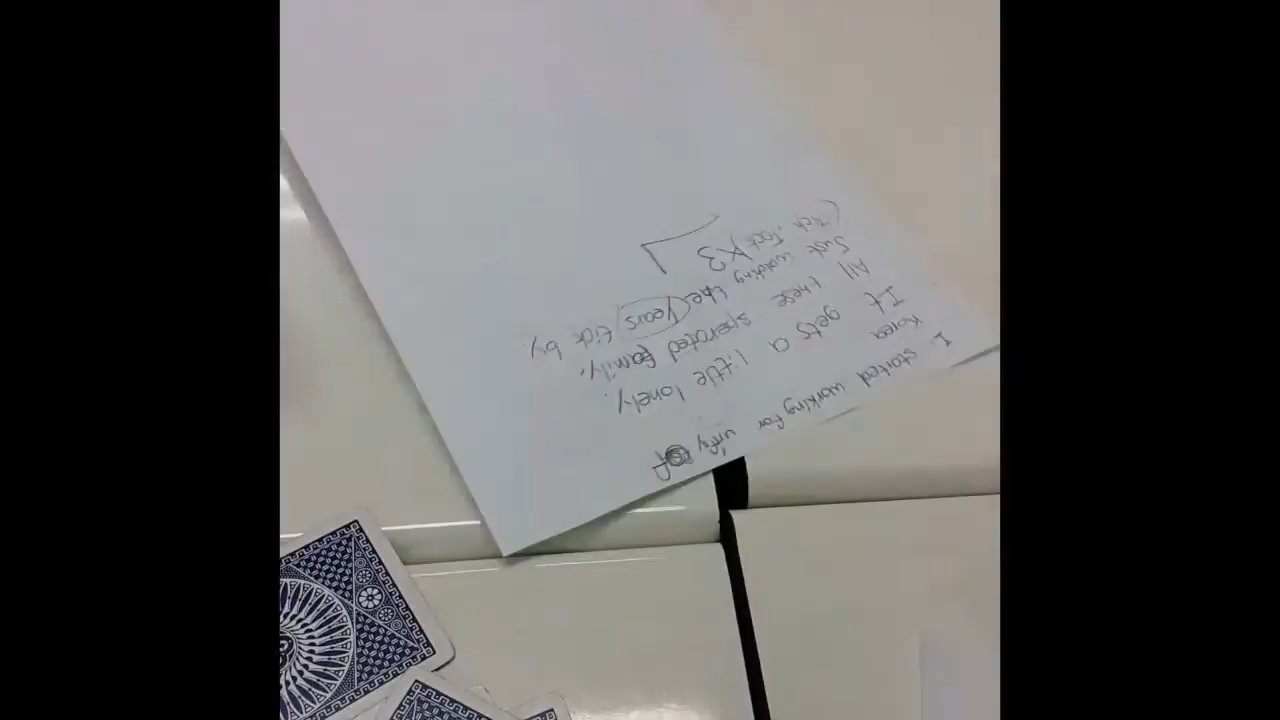 I started working for unify
Korea
It gets a little lonely.
All these sperated family,
Just watching the years tick by.
(Tick, Tock) x3